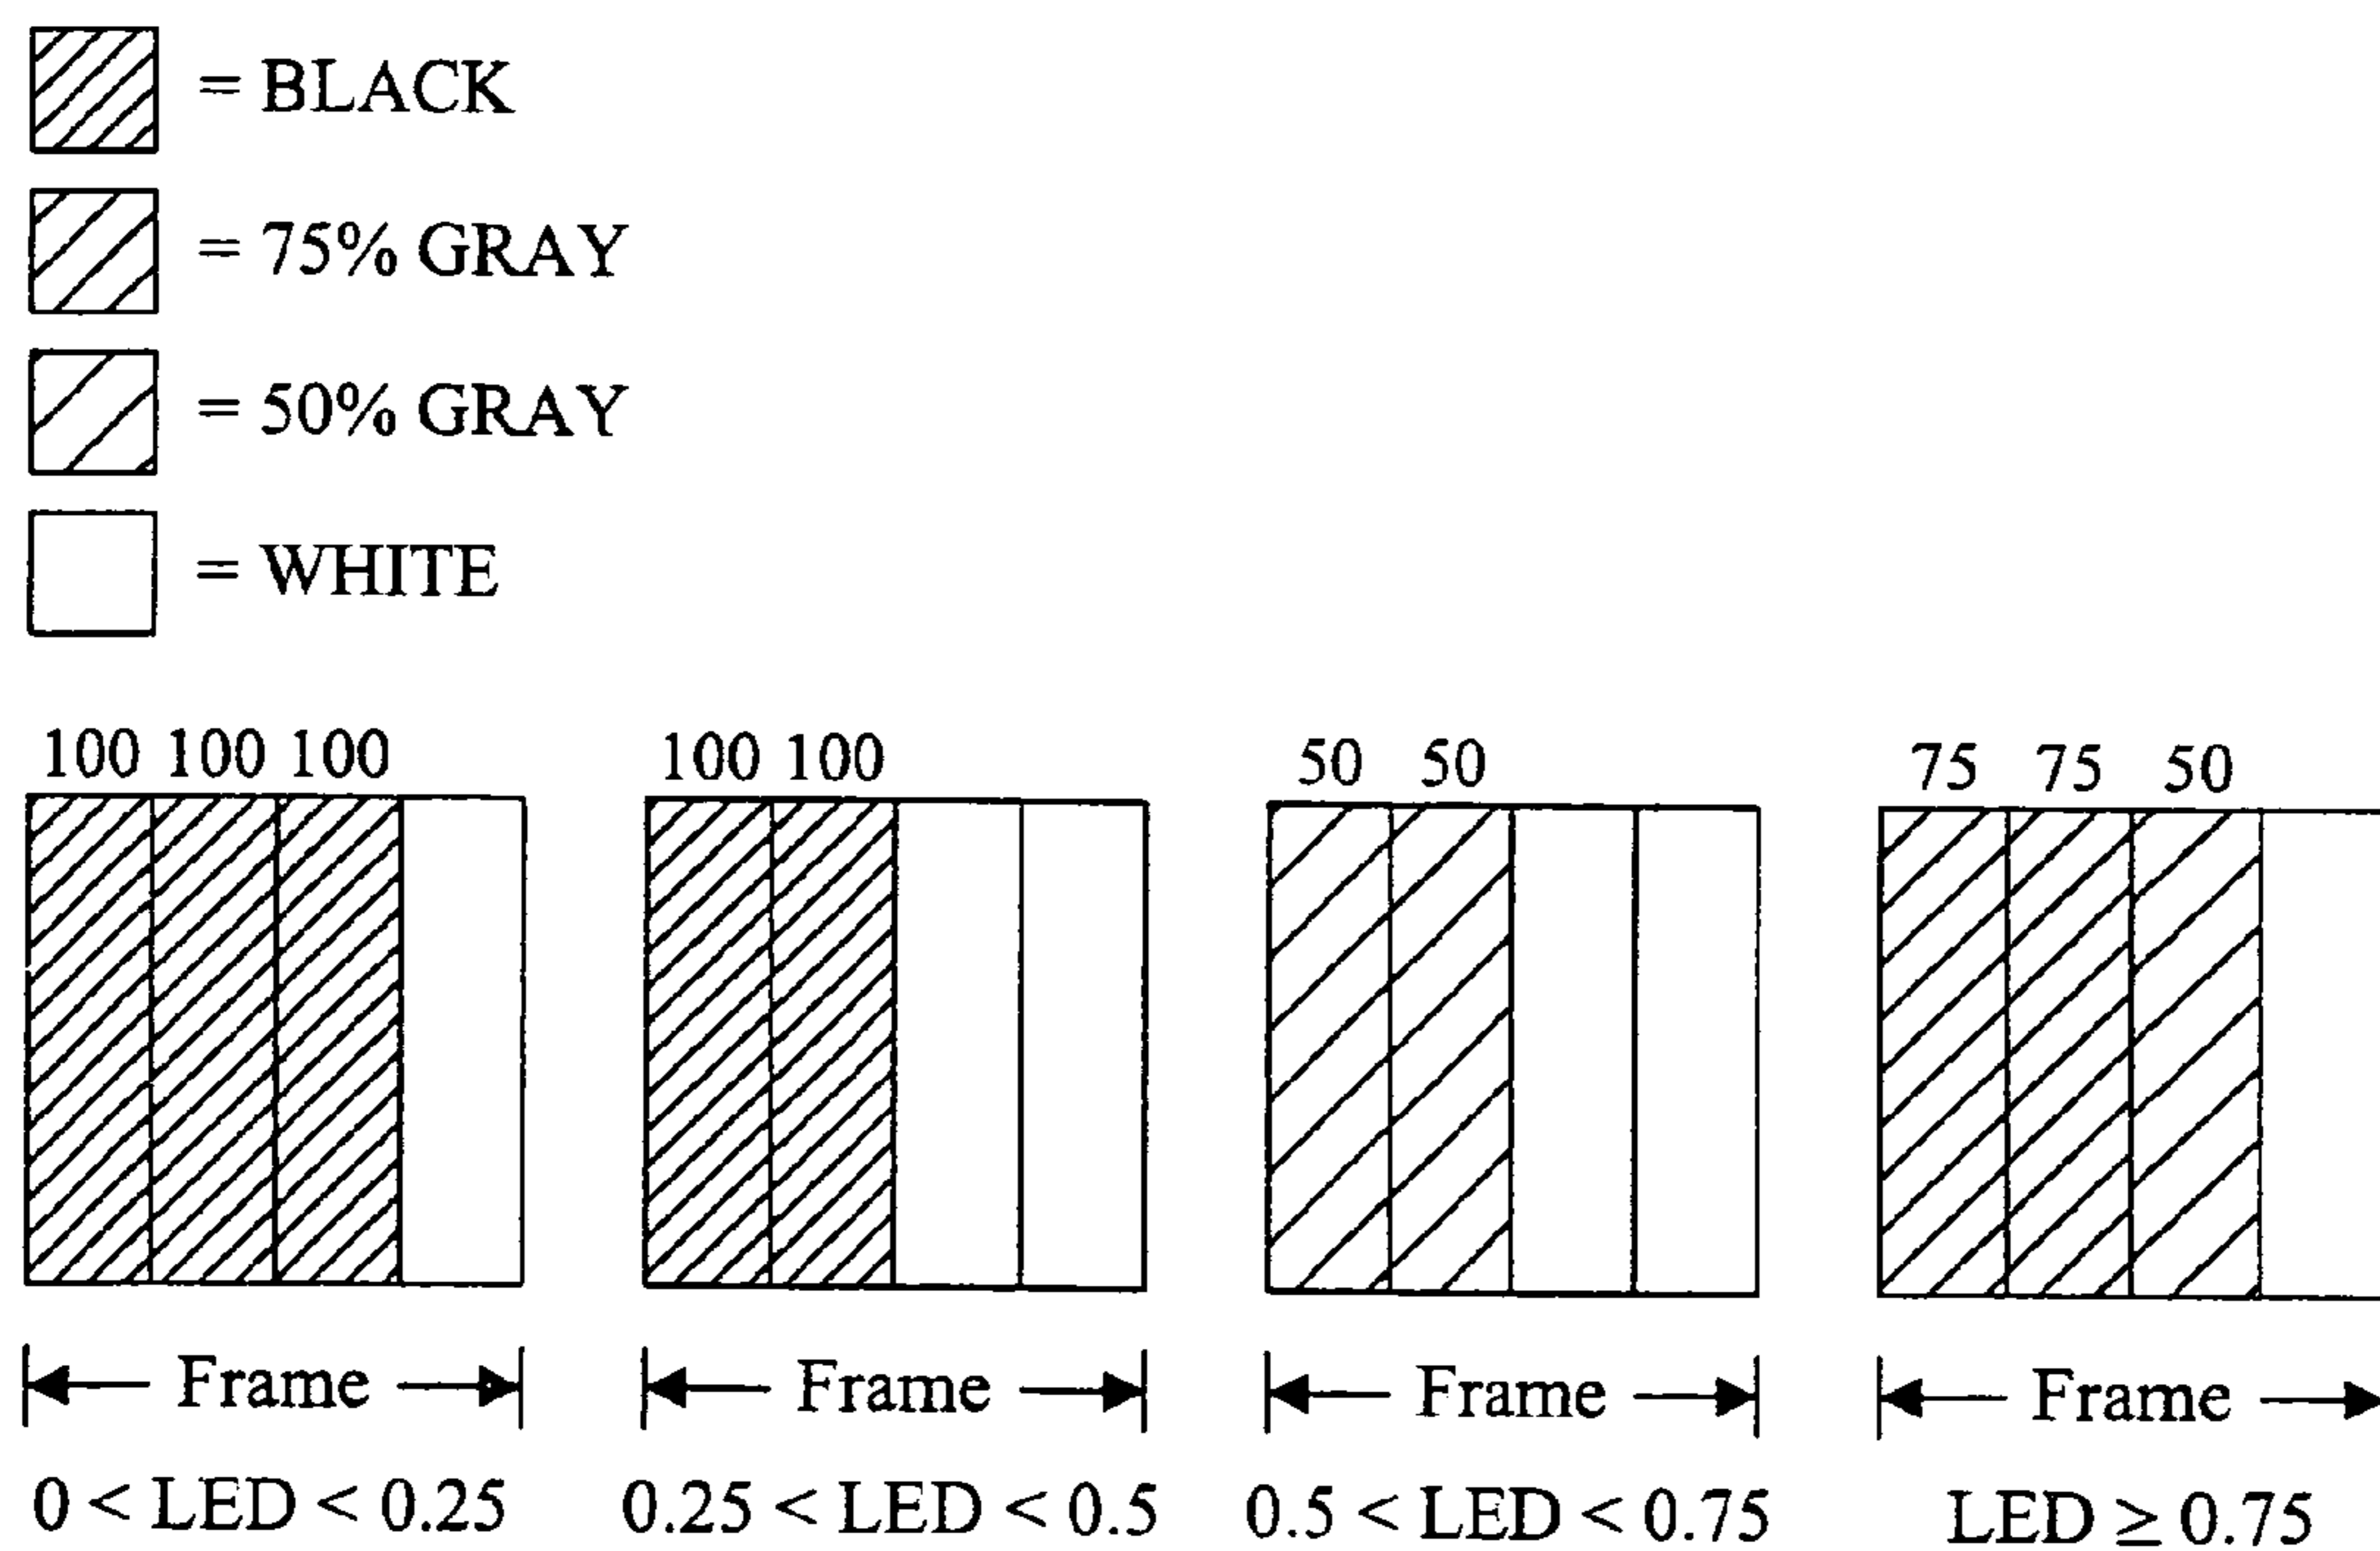 = BLACK
= 75% GRAY
= 50% GRAY
= WHITE
100 100 100
100 100
50 50
75 75 50
Frame
Frame
Frame
Frame
0 < LED < 0.25
0.25 < LED < 0.5
0.5 < LED < 0.75
LED ≥ 0.75